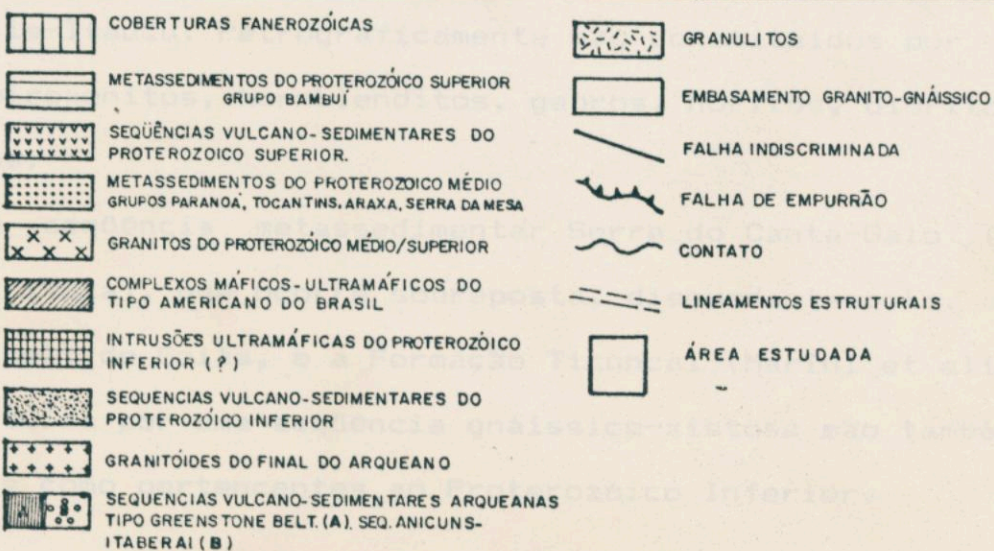 COBERTURAS FANEROZÓICAS
METASSEDIMENTOS DO PROTEROZÓICO SUPERIOR
GRUPO BAMBUÍ
SEQÜÊNCIAS VULCANO-SEDIMENTARES DO
PROTEROZOICO SUPERIOR.
METASSEDIMENTOS DO PROTEROZOICO MÉDIO
GRUPOS PARANOÁ, TOCANTINS, ARAXA, SERRA DA MESA
GRANITOS DO PROTEROZÓICO MÉDIO/SUPERIOR
COMPLEXOS MÁFICOS-ULTRAMÁFICOS DO
TIPO AMERICANO DO BRASIL
INTRUSÕES ULTRAMÁFICAS DO PROTEROZÓICO
INFERIOR (?)
SEQUENCIAS VULCANO-SEDIMENTARES DO
PROTEROZÓICO INFERIOR
GRANITÓIDES DO FINAL DO ARQUEANO
SEQUENCIAS VULCANO-SEDIMENTARES ARQUEANAS
TIPO GREENSTONE BELT. (A). SEQ. ANICUNS-
ITABERAI (B)
GRANULITOS
EMBASAMENTO GRANITO-GNÁISSICO
FALHA INDISCRIMINADA
FALHA DE EMPURRÃO
CONTATO
LINEAMENTOS ESTRUTURAIS
ÁREA ESTUDADA